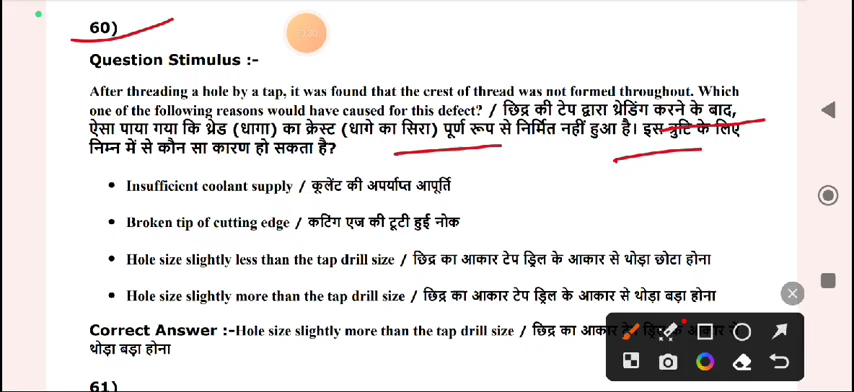 60)
Question Stimulus :-
After threading a hole by a tap, it was found that the crest of thread was not formed throughout. Which
one of the following reasons would have caused for this defect? / छिद्र की टेप द्वारा थ्रेडिंग करने के बाद,
ऐसा पाया गया कि थ्रेड (धागा) का क्रेस्ट (धागे का सिरा) पूर्ण रूप से निर्मित नहीं हुआ है। इस त्रुटि के लिए
निम्न में से कौन सा कारण हो सकता है?
• Insufficient coolant supply / कूलेंट की अपर्याप्त आपूर्ति
• Broken tip of cutting edge / कटिंग एज की टूटी हुई नोक
• Hole size slightly less than the tap drill size / छिद्र का आकार टेप ड्रिल के आकार से थोड़ा छोटा होना
• Hole size slightly more than the tap drill size / छिद्र का आकार टेप ड्रिल के आकार से थोड़ा बड़ा होना
Correct Answer :-Hole size slightly more than the tap drill size / छिद्र का आकार
थोड़ा बड़ा होना
61)